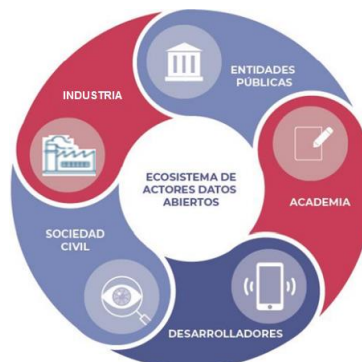 ENTIDADES
PÚBLICAS
INDUSTRIA
ECOSISTEMA DE
ACTORES DATOS
ABIERTOS
ACADEMIA
SOCIEDAD
CIVIL
DESARROLLADORES